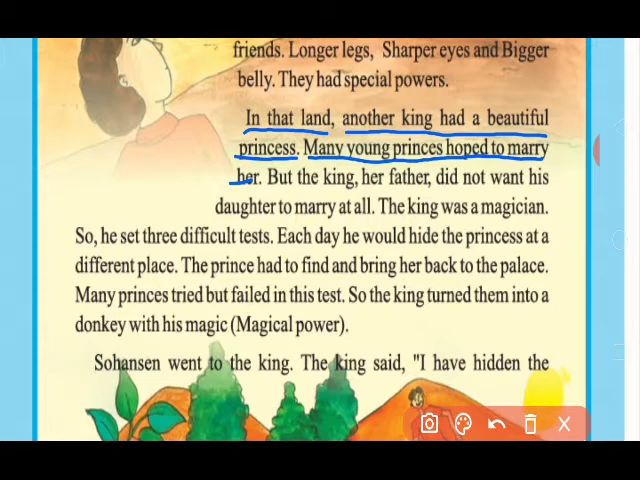 friends. Longer legs, Sharper eyes and Bigger
belly. They had special powers.
In that land, another king had a beautiful
princess. Many young princes hoped to marry
her. But the king, her father, did not want his
daughter to marry at all. The king was a magician.
So, he set three difficult tests. Each day he would hide the princess at a
different place. The prince had to find and bring her back to the palace.
Many princes tried but failed in this test. So the king turned them into a
donkey with his magic (Magical power).
Sohansen went to the king. The king said, "I have hidden the